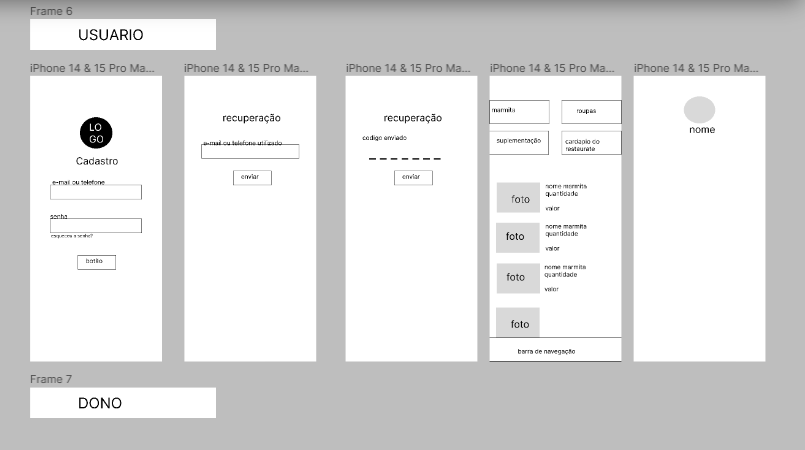 Frame 6
USUARIO
iPhone 14 & 15 Pro Ma...
LO
GO
Cadastro
e-mail ou telefone
senha
esqueceu a senha?
botão
iPhone 14 & 15 Pro Ma...
recuperação
e-mail ou telefone utilizado
enviar
iPhone 14 & 15 Pro Ma...
recuperação
codigo enviado
enviar
iPhone 14 & 15 Pro Ma...
marmita
roupas
suplementação
cardapio do
restaurate
foto
nome marmita
quantidade
valor
foto
nome marmita
quantidade
valor
foto
nome marmita
quantidade
valor
foto
barra de navegação
iPhone 14 & 15 Pro Ma...
nome
Frame 7
DONO